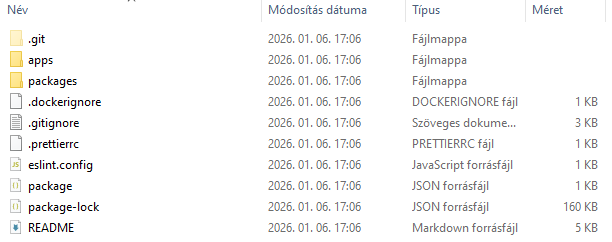 Név Módosítás dátuma Típus Méret
.git 2026. 01. 06. 17:06 Fájlmappa
apps 2026. 01. 06. 17:06 Fájlmappa
packages 2026. 01. 06. 17:06 Fájlmappa
.dockerignore 2026. 01. 06. 17:06 DOCKERIGNORE fájl 1 KB
.gitignore 2026. 01. 06. 17:06 Szöveges dokume... 3 KB
.prettierrc 2026. 01. 06. 17:06 PRETTIERRC fájl 1 KB
eslint.config 2026. 01. 06. 17:06 JavaScript forrásfájl 1 KB
package 2026. 01. 06. 17:06 JSON forrásfájl 1 KB
package-lock 2026. 01. 06. 17:06 JSON forrásfájl 160 KB
README 2026. 01. 06. 17:06 Markdown forrásfájl 5 KB